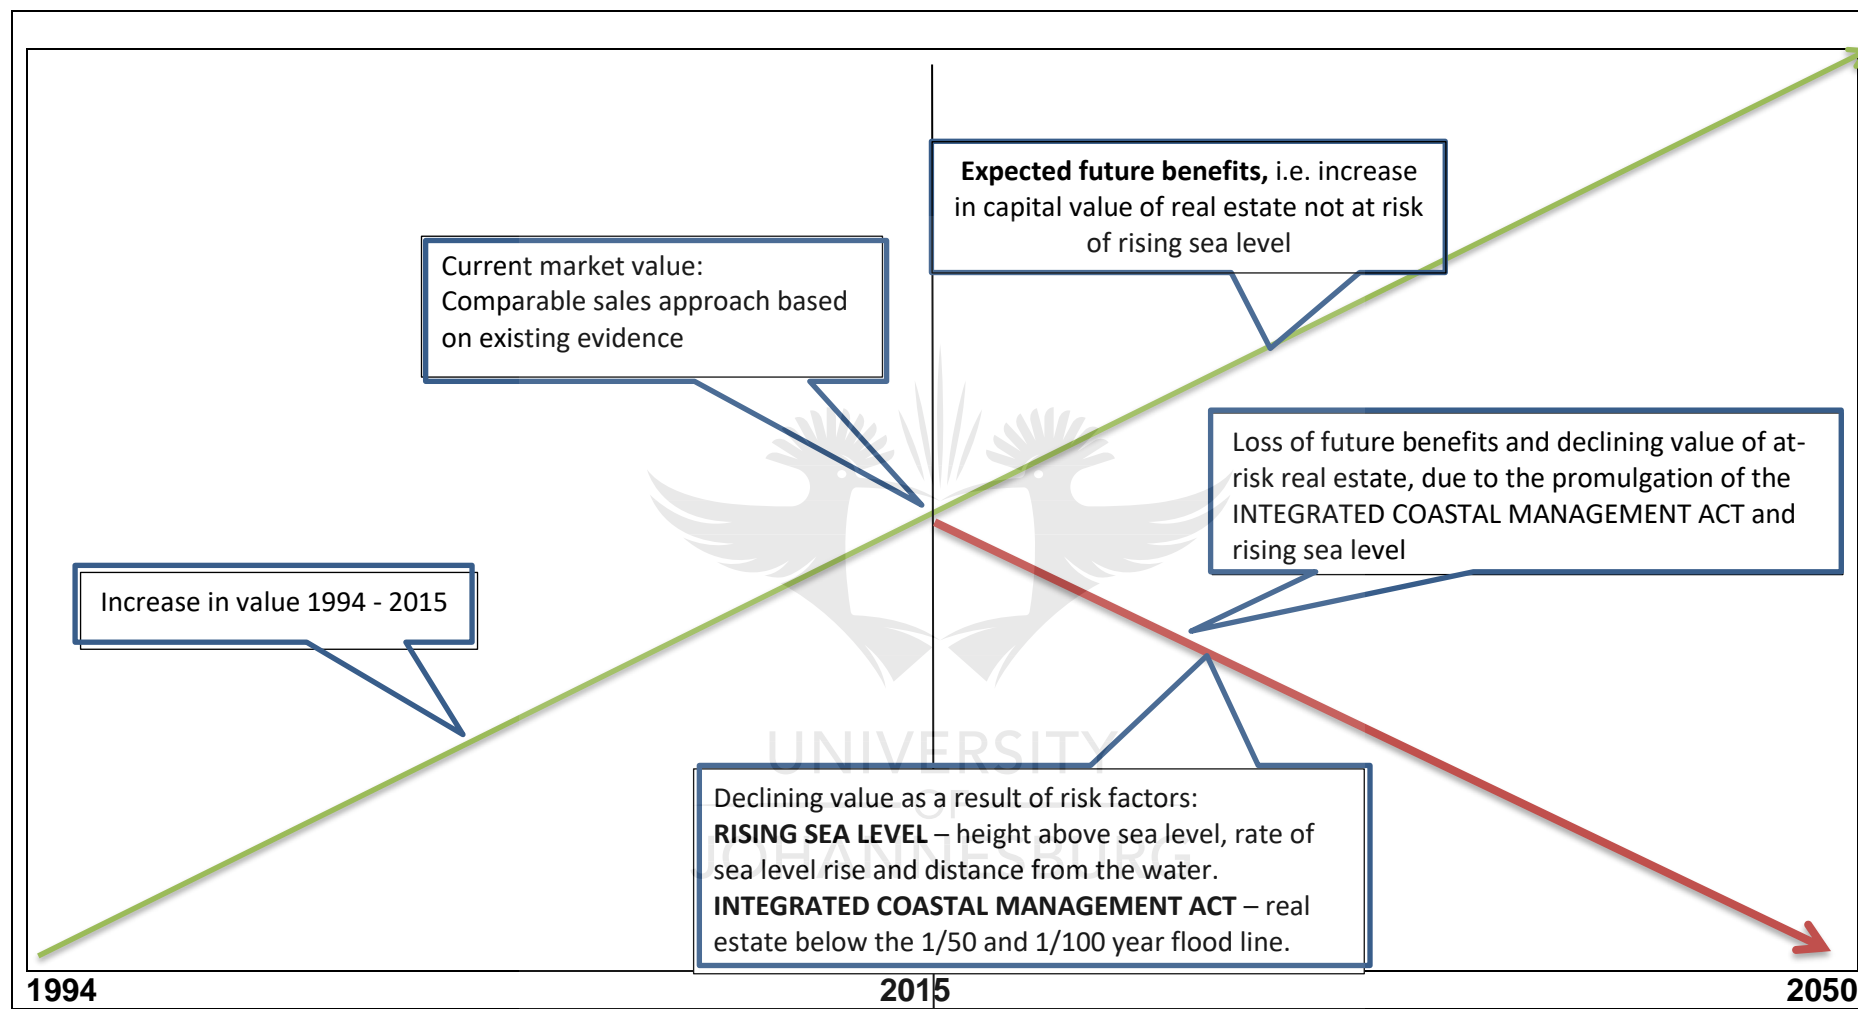 Expected future benefits, i.e. increase
in capital value of real estate not at risk
of rising sea level
Current market value:
Comparable sales approach based
on existing evidence
Loss of future benefits and declining value of at-
risk real estate, due to the promulgation of the
INTEGRATED COASTAL MANAGEMENT ACT and
rising sea level
Increase in value 1994 - 2015
UNIVERSITY
OF
JOHANNESBURG
Declining value as a result of risk factors:
RISING SEA LEVEL – height above sea level, rate of
sea level rise and distance from the water.
INTEGRATED COASTAL MANAGEMENT ACT – real
estate below the 1/50 and 1/100 year flood line.
1994
2015
2050